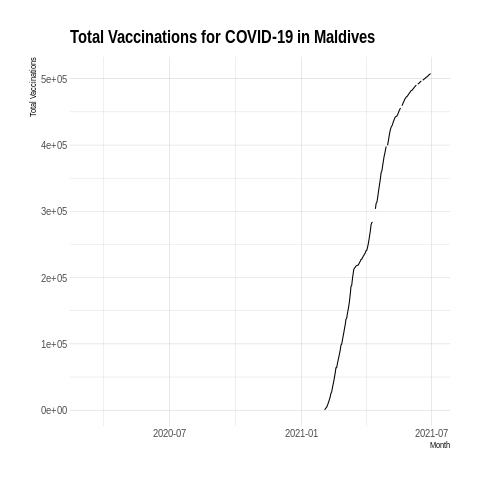 Total Vaccinations for COVID-19 in Maldives
Total Vaccinations
5e+05
4e+05
3e+05
2e+05
1e+05
0e+00
2020-07 2021-01 2021-07
Month